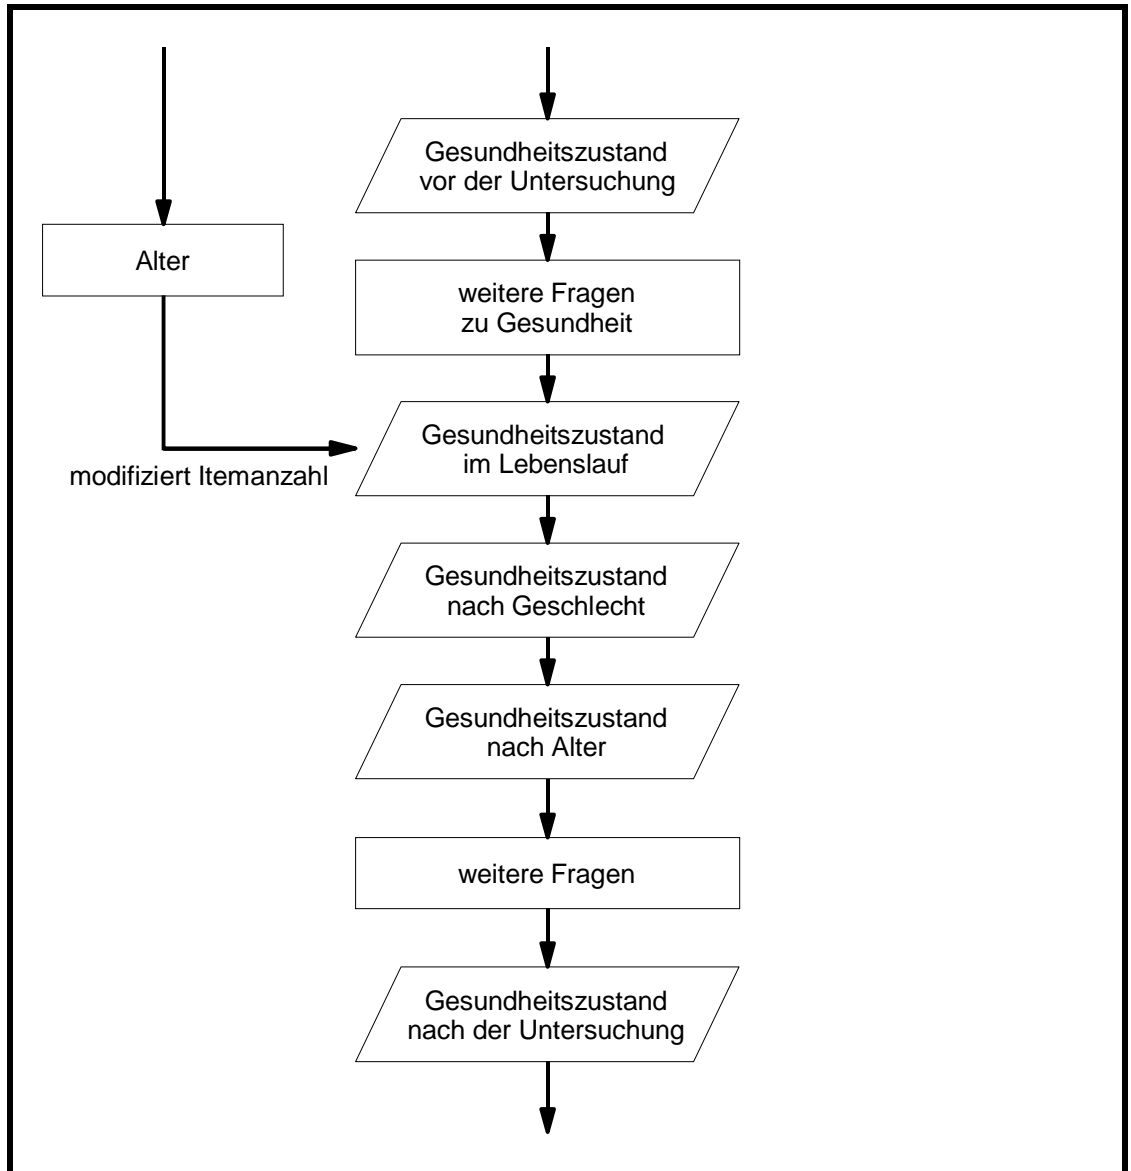 Gesundheitszustand
vor der Untersuchung
Alter
weitere Fragen
zu Gesundheit
Gesundheitszustand
im Lebenslauf
modifiziert Itemanzahl
Gesundheitszustand
nach Geschlecht
Gesundheitszustand
nach Alter
weitere Fragen
Gesundheitszustand
nach der Untersuchung